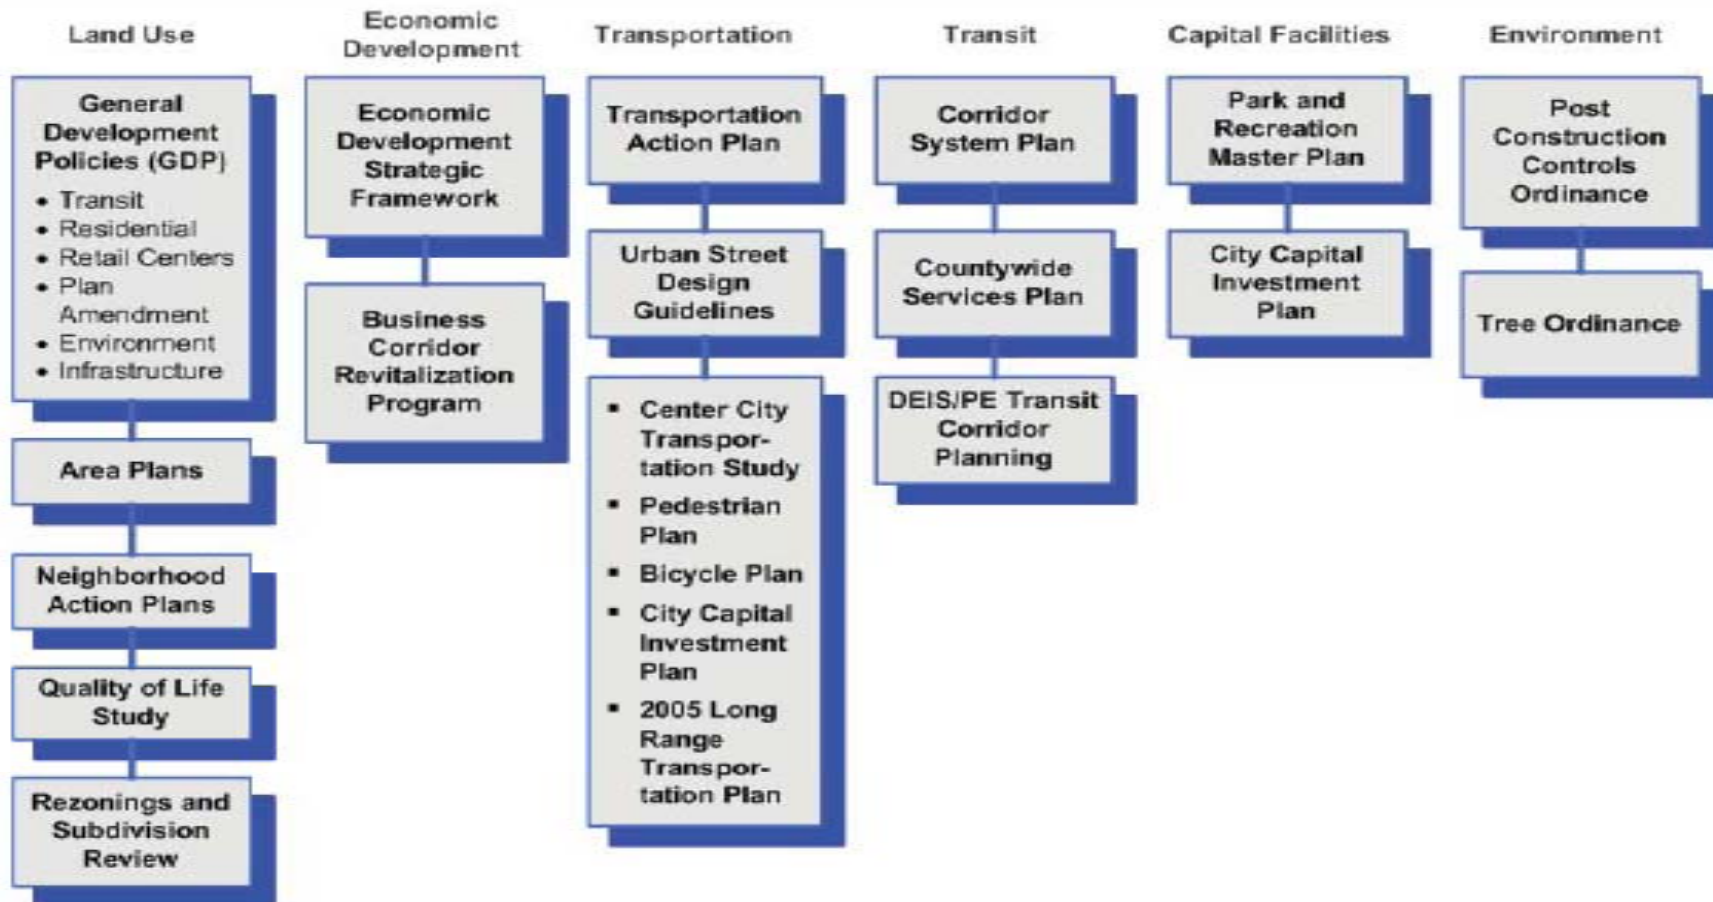 Land Use
General
Development
Policies (GDP)
• Transit
• Residential
• Retail Centers
• Plan
Amendment
• Environment
• Infrastructure
Area Plans
Neighborhood
Action Plans
Quality of Life
Study
Rezonings and
Subdivision
Review
Economic
Development
Economic
Development
Strategic
Framework
Business
Corridor
Revitalization
Program
Transportation
Transportation
Action Plan
Urban Street
Design
Guidelines
▪ Center City
Transpor-
tation Study
▪ Pedestrian
Plan
▪ Bicycle Plan
▪ City Capital
Investment
Plan
▪ 2005 Long
Range
Transpor-
tation Plan
Transit
Corridor
System Plan
Countywide
Services Plan
DEIS/PE Transit
Corridor
Planning
Capital Facilities
Park and
Recreation
Master Plan
City Capital
Investment
Plan
Environment
Post
Construction
Controls
Ordinance
Tree Ordinance